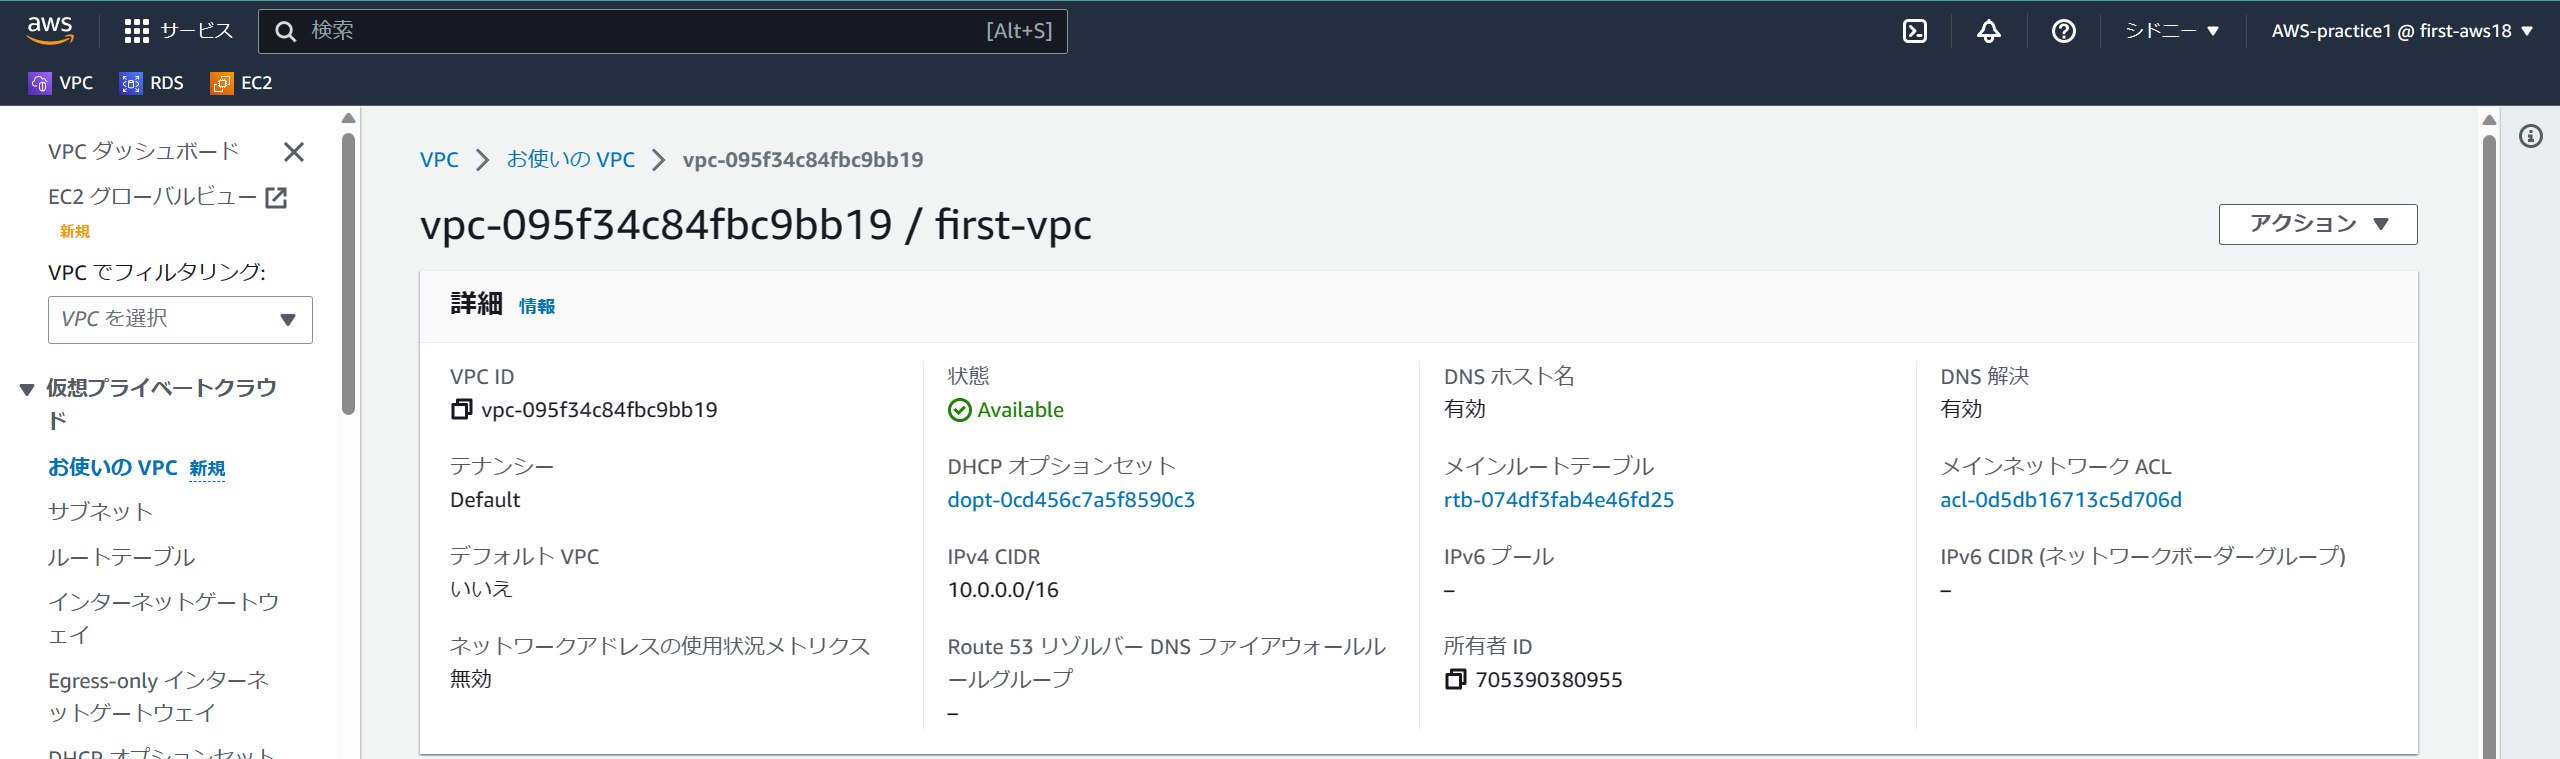 aws
サービス
検索
[Alt+S]
シドニー
AWS-practice1 @ first-aws18
VPC
RDS
EC2
VPC ダッシュボード
EC2 グローバルビュー
新規
VPC でフィルタリング:
VPC を選択
仮想プライベートクラウ
ド
お使いの VPC 新規
サブネット
ルートテーブル
インターネットゲートウ
ェイ
Egress-only インターネ
ットゲートウェイ
DHCP オプションセット
VPC
お使いの VPC
vpc-095f34c84fbc9bb19
vpc-095f34c84fbc9bb19 / first-vpc
アクション
詳細 情報
VPC ID
vpc-095f34c84fbc9bb19
状態
Available
DNS ホスト名
有効
DNS 解決
有効
テナンシー
Default
DHCP オプションセット
dopt-0cd456c7a5f8590c3
メインルートテーブル
rtb-074df3fab4e46fd25
メインネットワーク ACL
acl-0d5db16713c5d706d
デフォルト VPC
いいえ
IPv4 CIDR
10.0.0.0/16
IPv6 プール
–
IPv6 CIDR (ネットワークボーダーグループ)
–
ネットワークアドレスの使用状況メトリクス
無効
Route 53 リゾルバー DNS ファイアウォールル
ールグループ
–
所有者 ID
705390380955